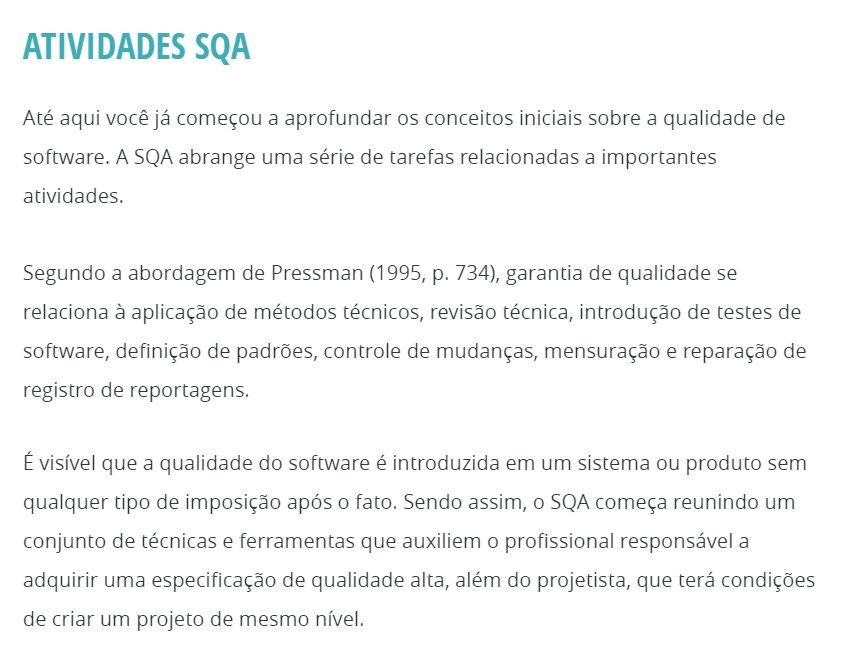 ATIVIDADES SQA
Até aqui você já começou a aprofundar os conceitos iniciais sobre a qualidade de
software. A SQA abrange uma série de tarefas relacionadas a importantes
atividades.
Segundo a abordagem de Pressman (1995, p. 734), garantia de qualidade se
relaciona à aplicação de métodos técnicos, revisão técnica, introdução de testes de
software, definição de padrões, controle de mudanças, mensuração e reparação de
registro de reportagens.
É visível que a qualidade do software é introduzida em um sistema ou produto sem
qualquer tipo de imposição após o fato. Sendo assim, o SQA começa reunindo um
conjunto de técnicas e ferramentas que auxiliem o profissional responsável a
adquirir uma especificação de qualidade alta, além do projetista, que terá condições
de criar um projeto de mesmo nível.